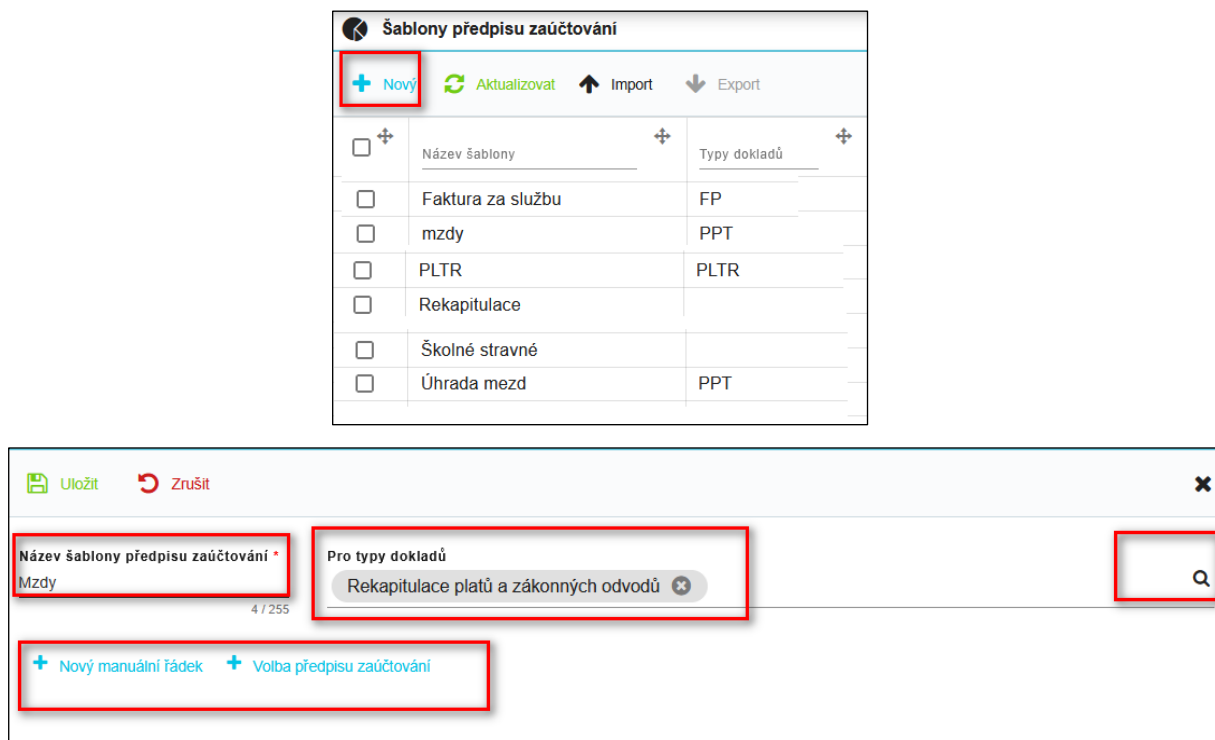 Šablony předpisu zaúčtování
Nový Aktualizovat Import Export
Název šablony Typy dokladů
Faktura za službu FP
mzdy PPT
PLTR PLTR
Rekapitulace
Školné stravné
Úhrada mezd PPT
Uložit Zrušit
Název šablony předpisu zaúčtování * Pro typy dokladů
Mzdy Rekapitulace platů a zákonných odvodů
4 / 255
Nový manuální řádek Volba předpisu zaúčtování